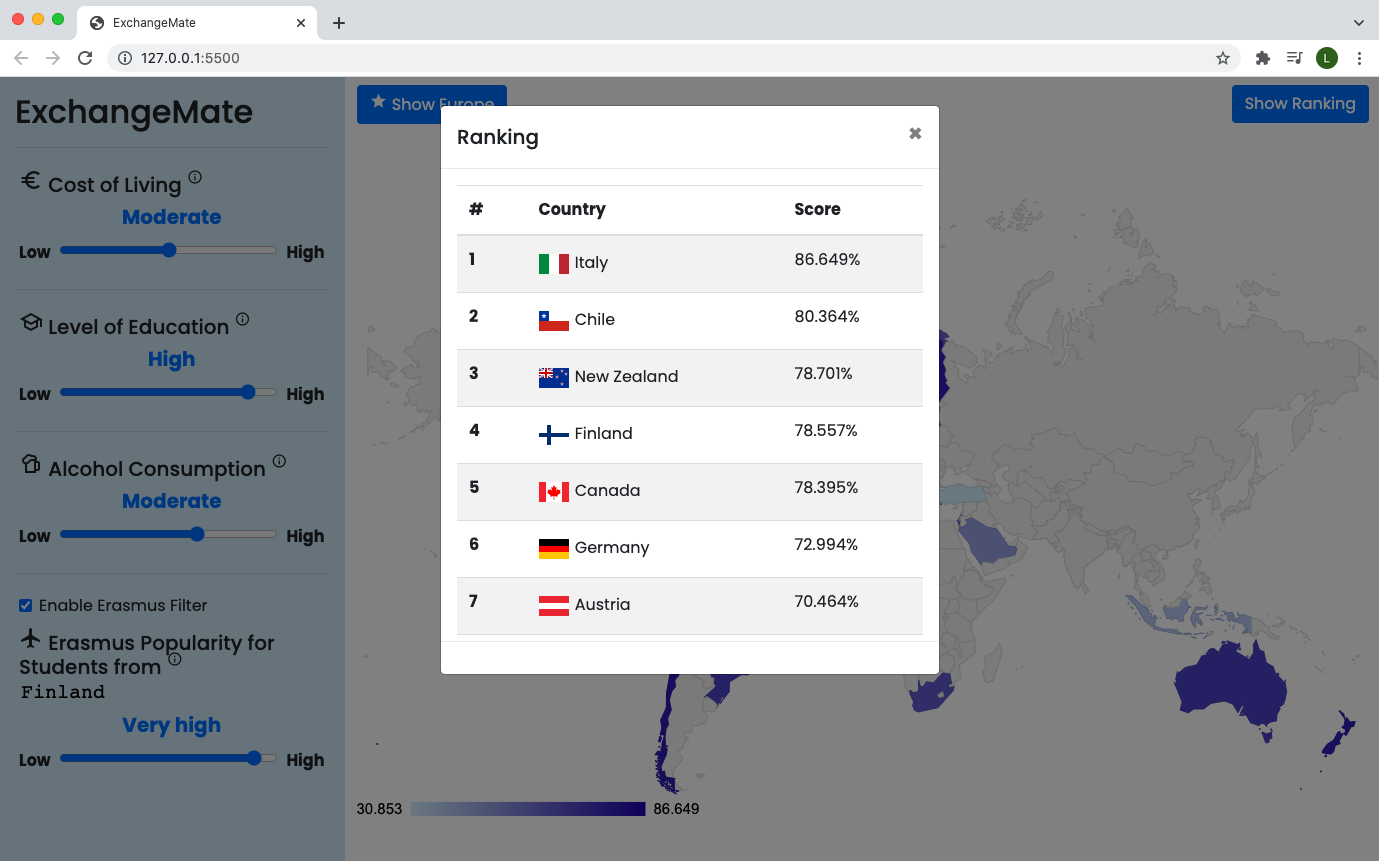 ExchangeMate
127.0.0.1:5500
L
ExchangeMate
Cost of Living
Moderate
Low High
Level of Education
High
Low High
Alcohol Consumption
Moderate
Low High
Enable Erasmus Filter
Erasmus Popularity for
Students from
Finland
Very high
Low High
Show Europe
Show Ranking
Ranking
# Country Score
1 Italy 86.649%
2 Chile 80.364%
3 New Zealand 78.701%
4 Finland 78.557%
5 Canada 78.395%
6 Germany 72.994%
7 Austria 70.464%
30.853 86.649